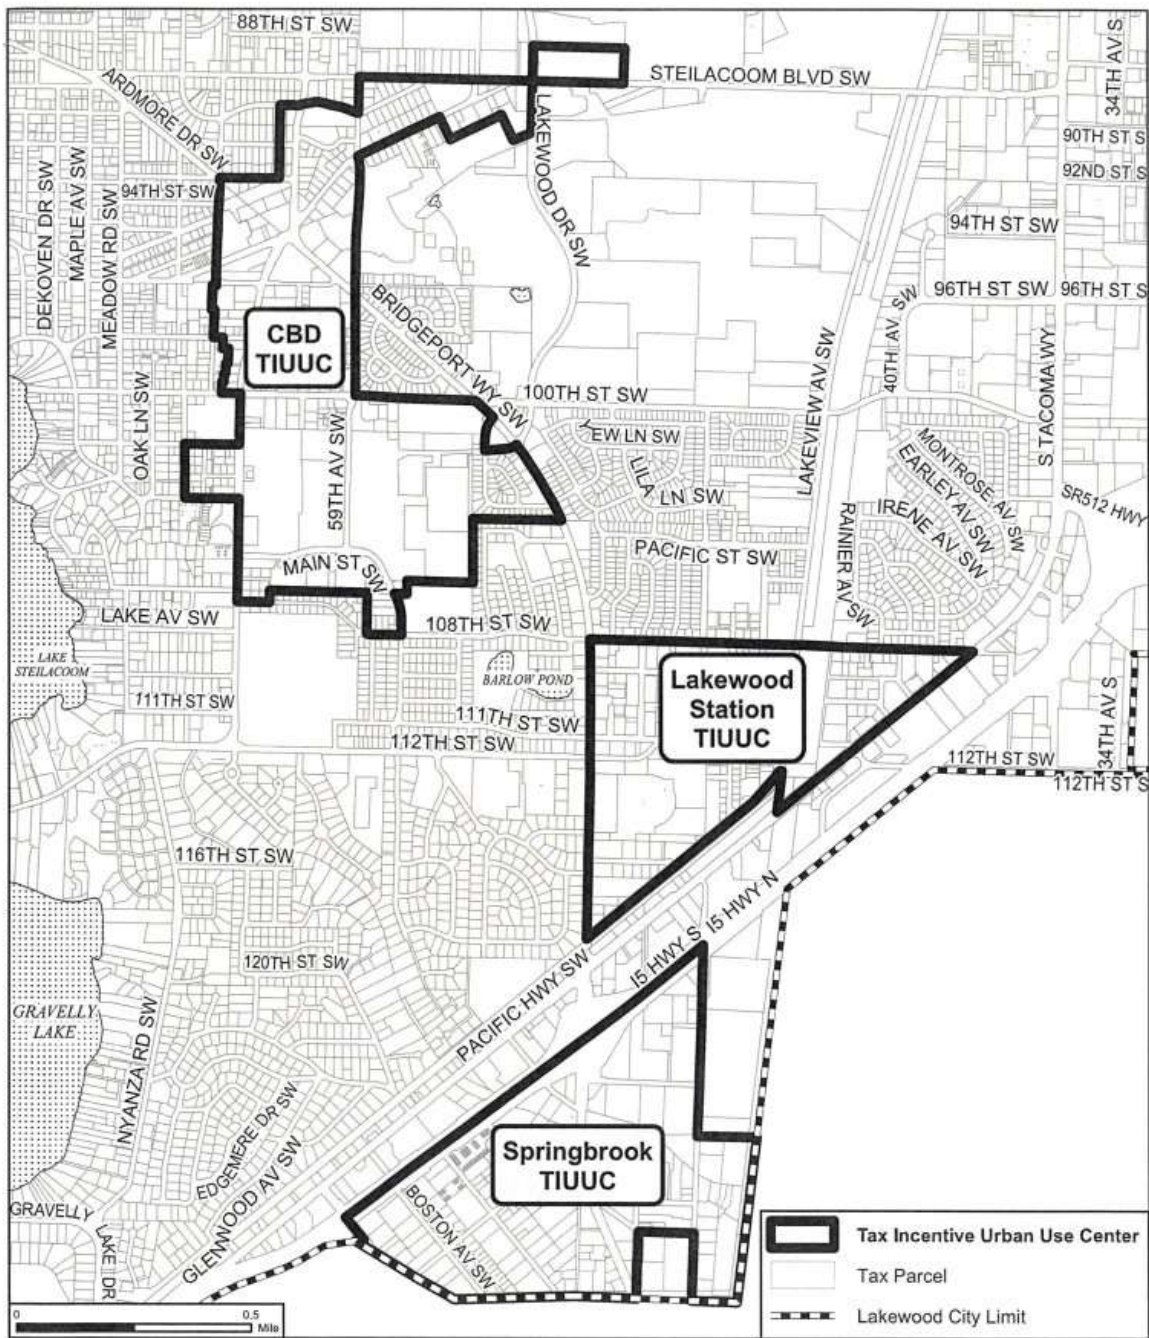 88TH ST SW
34TH AV S
STEILACOOM BLVD SW
ARDMORE DR SW
LAKEWOOD DR SW
90TH ST S
92ND ST S
DEKOVEN DR SW
MAPLE AV SW
MEADOW RD SW
94TH ST SW
94TH ST SW
96TH ST SW
96TH ST S
BRIDGEPORT WY SW
CBD
TIUUC
40TH AV SW
LAKEVIEW AV SW
S TACOMA WY
100TH ST SW
OAK LN SW
59TH AV SW
YEW LN SW
LILA
LN SW
MONTROSE AV SW
EARLEY AV SW
IRENE AV SW
SR512 HWY
RAINIER AV SW
PACIFIC ST SW
MAIN ST SW
LAKE AV SW
108TH ST SW
LAKE
STEILACOOM
BARLOW POND
Lakewood
Station
TIUUC
111TH ST SW
111TH ST SW
112TH ST SW
34TH AV S
112TH ST SW
112TH ST S
116TH ST SW
I5 HWY N
I5 HWY S
120TH ST SW
PACIFIC HWY SW
GRAVELLY
LAKE
NYANZA RD SW
EDGEMERE DR SW
GLENWOOD AV SW
Springbrook
TIUUC
BOSTON AV SW
GRAVELLY
LAKE DR
Tax Incentive Urban Use Center
Tax Parcel
Lakewood City Limit
0
0.5
Mile